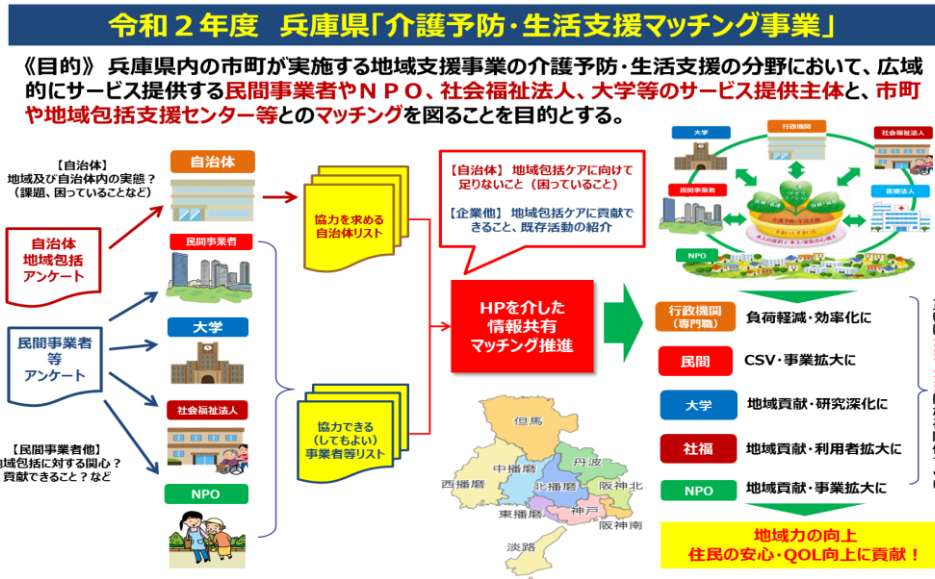 令和２年度 兵庫県「介護予防・生活支援マッチング事業」
《目的》 兵庫県内の市町が実施する地域支援事業の介護予防・生活支援の分野において、広域
的にサービス提供する民間事業者やＮＰＯ、社会福祉法人、大学等のサービス提供主体と、市町
や地域包括支援センター等とのマッチングを図ることを目的とする。
【自治体】
地域及び自治体内の実態？
（課題、困っていることなど）
自治体
地域包括
アンケート
民間事業者
等
アンケート
【民間事業者他】
地域包括に対する関心？
貢献できること？など
自治体
民間事業者
大学
社会福祉法人
NPO
協力を求める
自治体リスト
協力できる
（してもよい）
事業者等リスト
【自治体】 地域包括ケアに向けて
足りないこと（困っていること）
【企業他】 地域包括ケアに貢献で
きること、既存活動の紹介
HPを介した
情報共有
マッチング推進
但馬
丹波
中播磨
西播磨
北播磨
阪神北
東播磨
神戸
阪神南
淡路
大学
行政機関
社会福祉法人
民間事業者
医療法人
NPO
介護予防・生活支援
すまいとすまい方
行政機関
（専門職）
負荷軽減・効率化に
民間
CSV・事業拡大に
大学
地域貢献・研究深化に
社福
地域貢献・利用者拡大に
NPO
地域貢献・事業拡大に
地域力の向上
住民の安心・QOL向上に貢献！